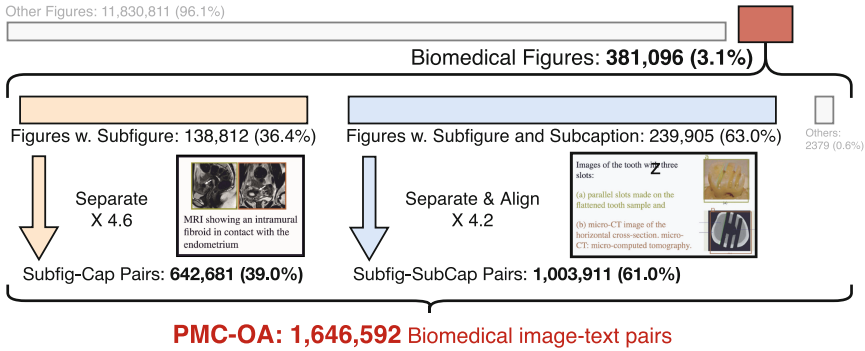 Other Figures: 11,830,811 (96.1%)
Biomedical Figures: 381,096 (3.1%)
Figures w. Subfigure: 138,812 (36.4%)
Figures w. Subfigure and Subcaption: 239,905 (63.0%)
Others:
2379 (0.6%)
Separate
X 4.6
MRI showing an intramural
fibroid in contact with the
endometrium
Separate & Align
X 4.2
Images of the tooth with three
slots:
z
(a) parallel slots made on the
flattened tooth sample and
(b) micro-CT image of the
horizontal cross-section. micro-
CT: micro-computed tomography.
Subfig-Cap Pairs: 642,681 (39.0%)
Subfig-SubCap Pairs: 1,003,911 (61.0%)
PMC-OA: 1,646,592 Biomedical image-text pairs